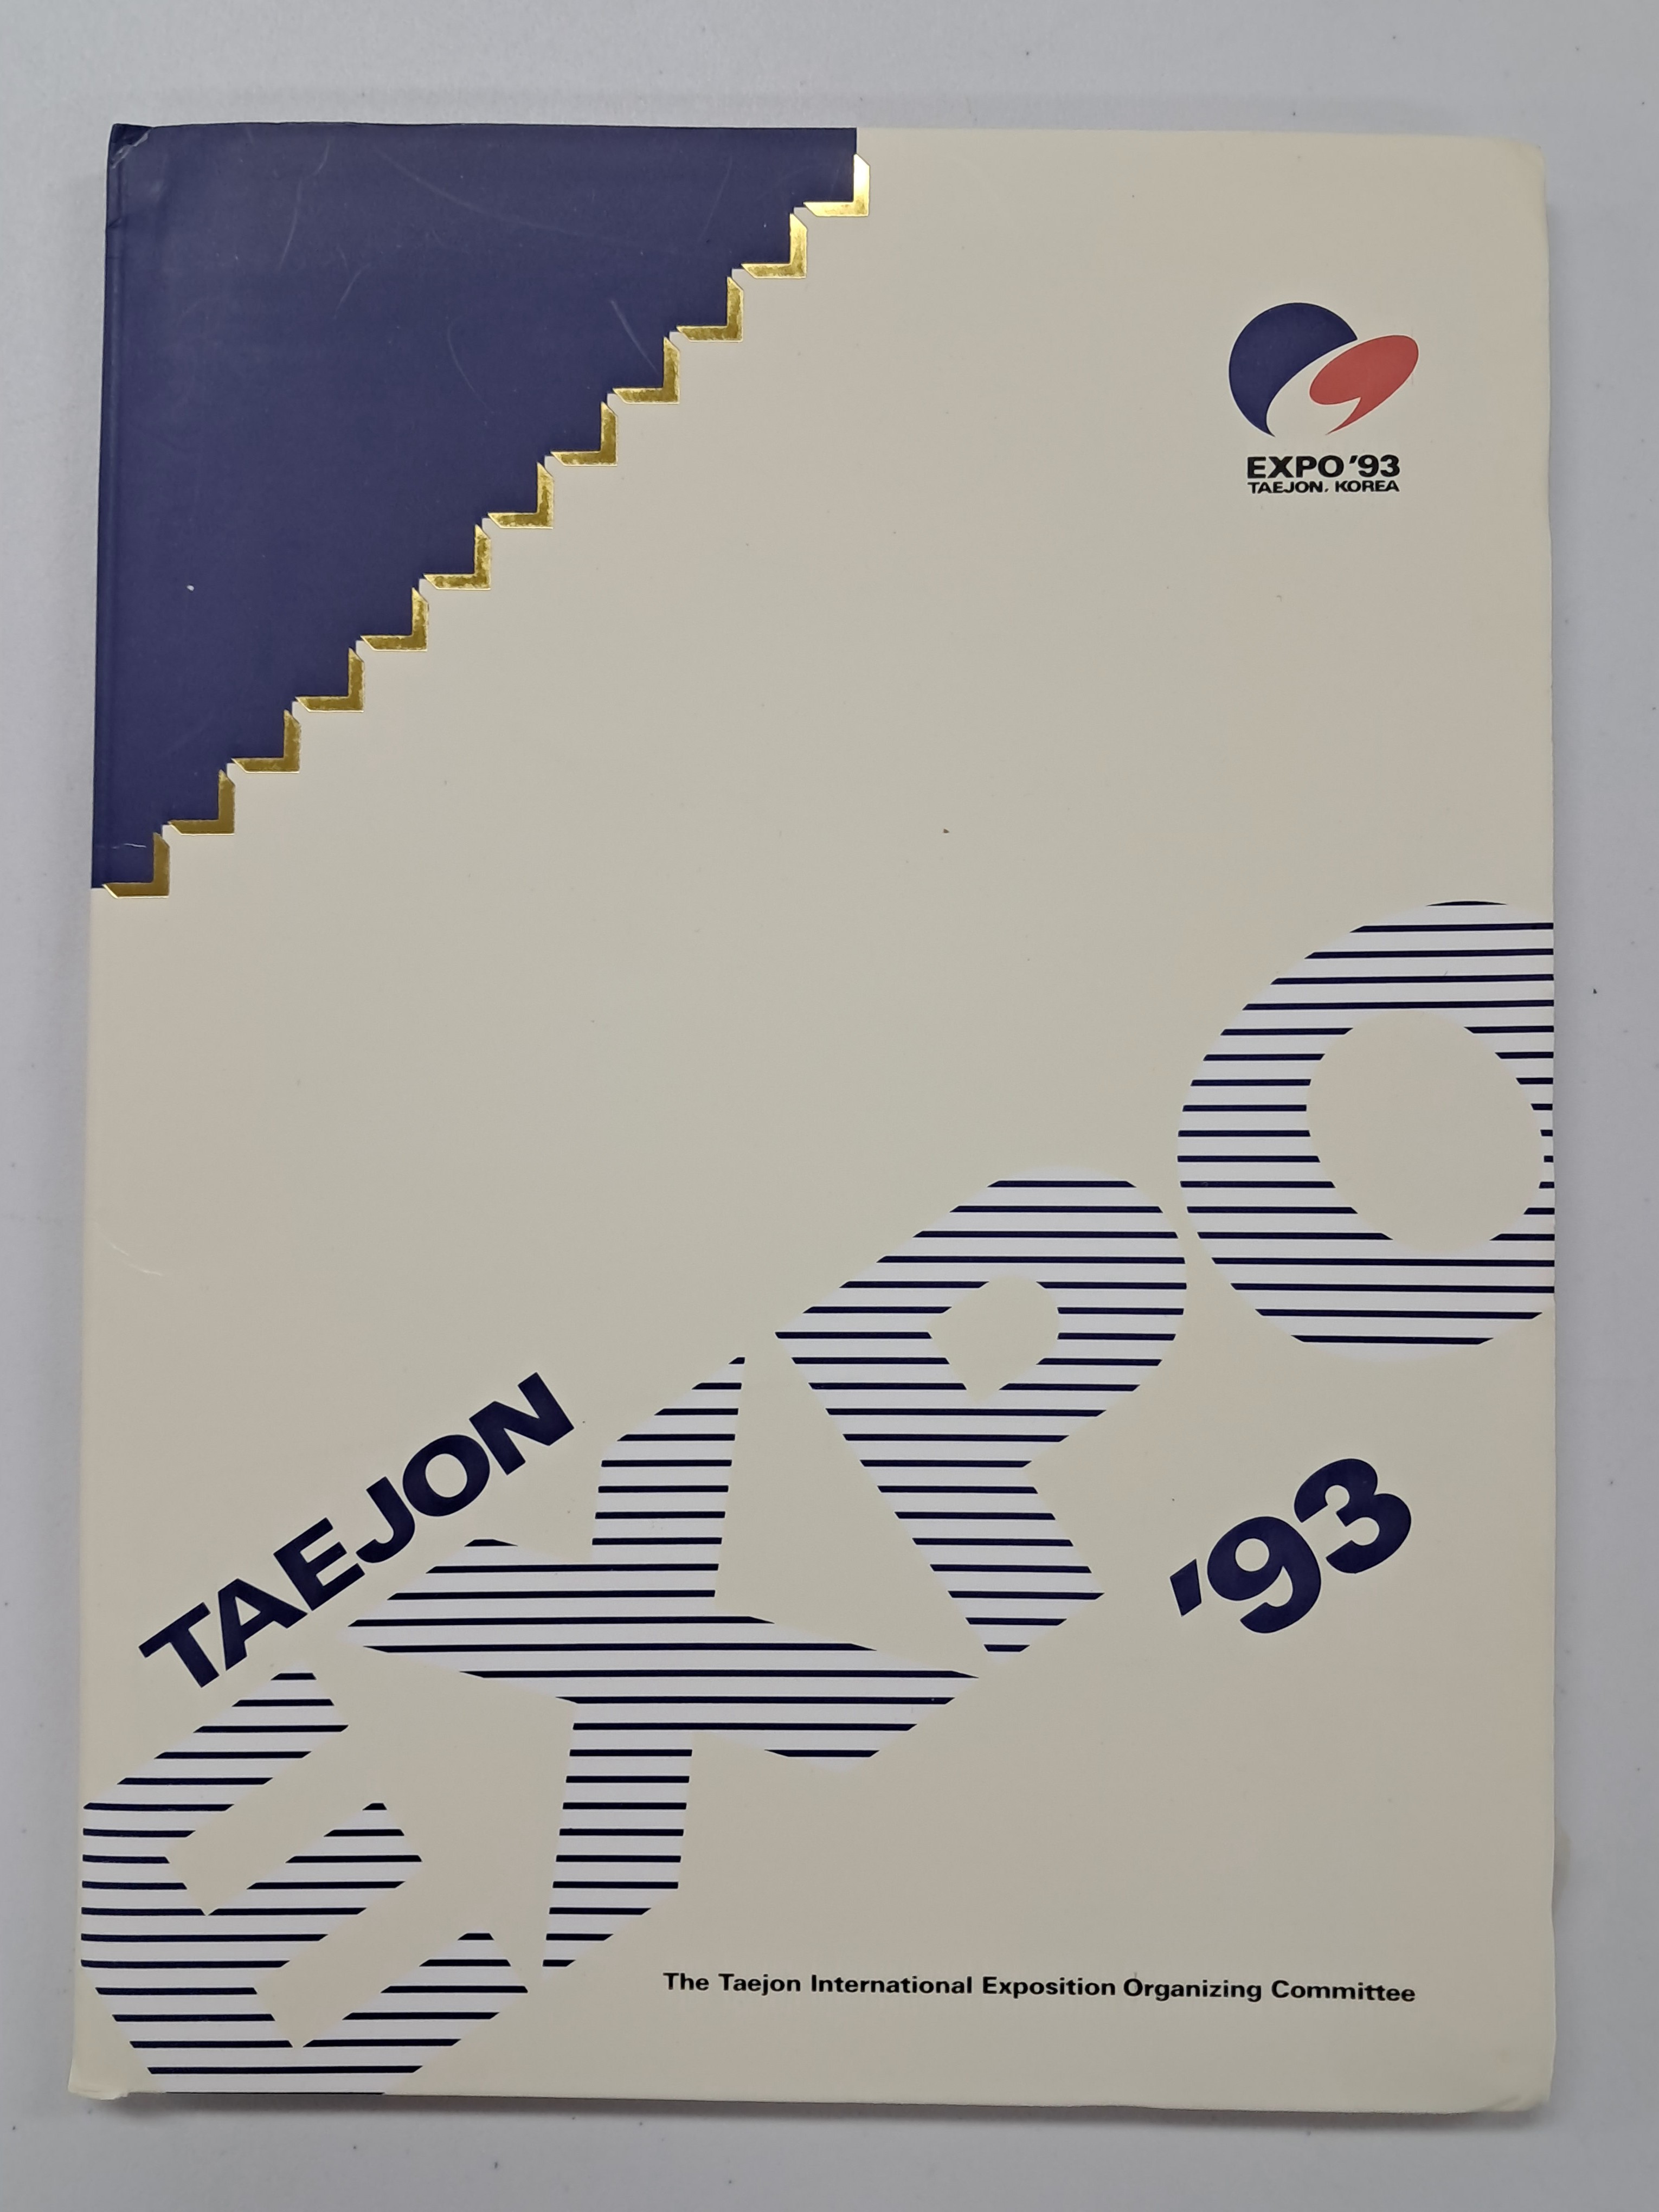 EXPO '93
TAEJON, KOREA
TAEJON
EXPO
'93
The Taejon International Exposition Organizing Committee